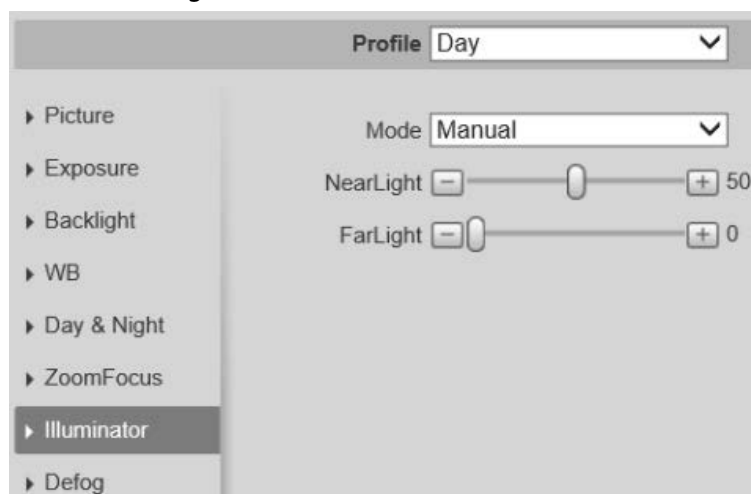 Profile Day
Picture
Mode Manual
Exposure
NearLight 50
Backlight
FarLight 0
WB
Day & Night
ZoomFocus
Illuminator
Defog